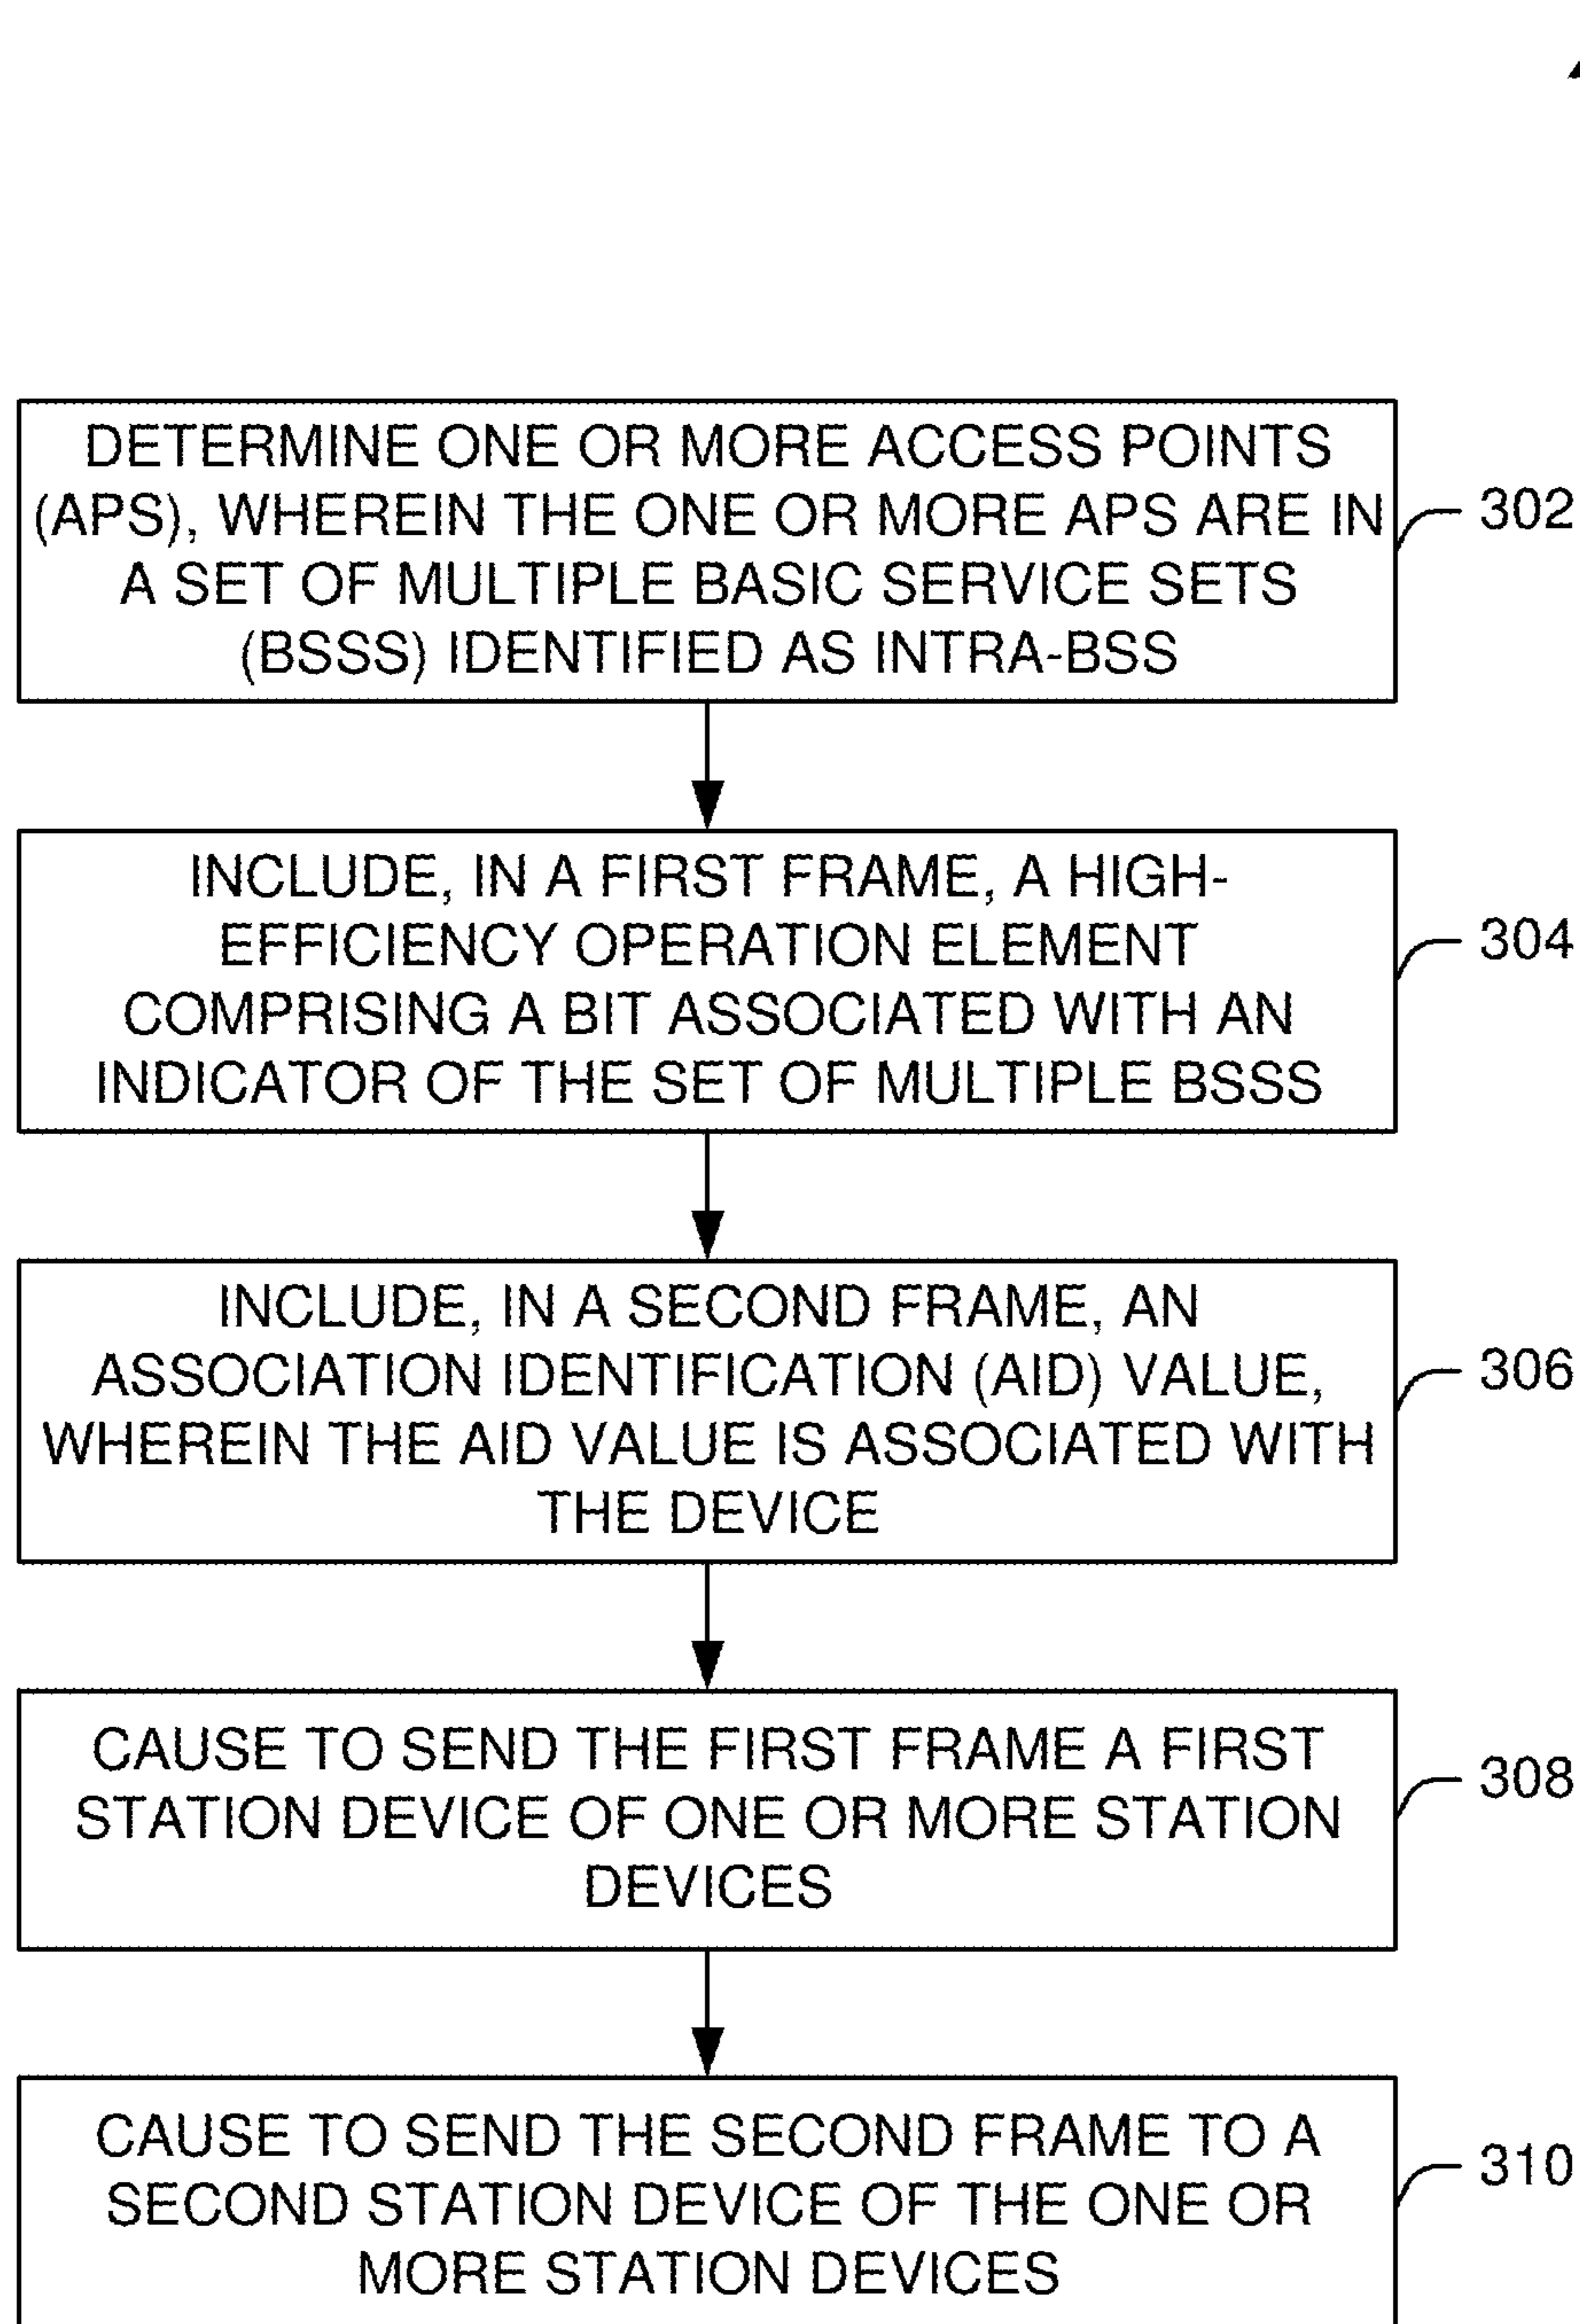 DETERMINE ONE OR MORE ACCESS POINTS
(APS), WHEREIN THE ONE OR MORE APS ARE IN
A SET OF MULTIPLE BASIC SERVICE SETS
(BSSS) IDENTIFIED AS INTRA-BSS
302
INCLUDE, IN A FIRST FRAME, A HIGH-
EFFICIENCY OPERATION ELEMENT
COMPRISING A BIT ASSOCIATED WITH AN
INDICATOR OF THE SET OF MULTIPLE BSSS
304
INCLUDE, IN A SECOND FRAME, AN
ASSOCIATION IDENTIFICATION (AID) VALUE,
WHEREIN THE AID VALUE IS ASSOCIATED WITH
THE DEVICE
306
CAUSE TO SEND THE FIRST FRAME A FIRST
STATION DEVICE OF ONE OR MORE STATION
DEVICES
308
CAUSE TO SEND THE SECOND FRAME TO A
SECOND STATION DEVICE OF THE ONE OR
MORE STATION DEVICES
310